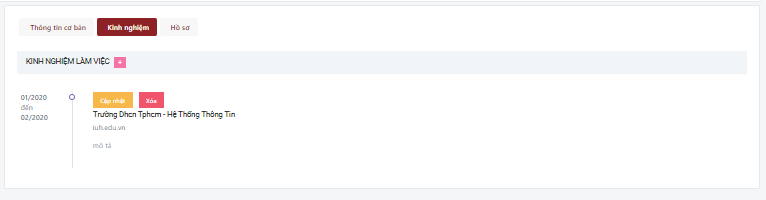 Thông tin cơ bản
Kinh nghiệm
Hồ sơ
KINH NGHIỆM LÀM VIỆC +
01/2020
đến
02/2020
Cập nhật
Xóa
Trường Dhcn Tphcm - Hệ Thống Thông Tin
iuh.edu.vn
mô tả